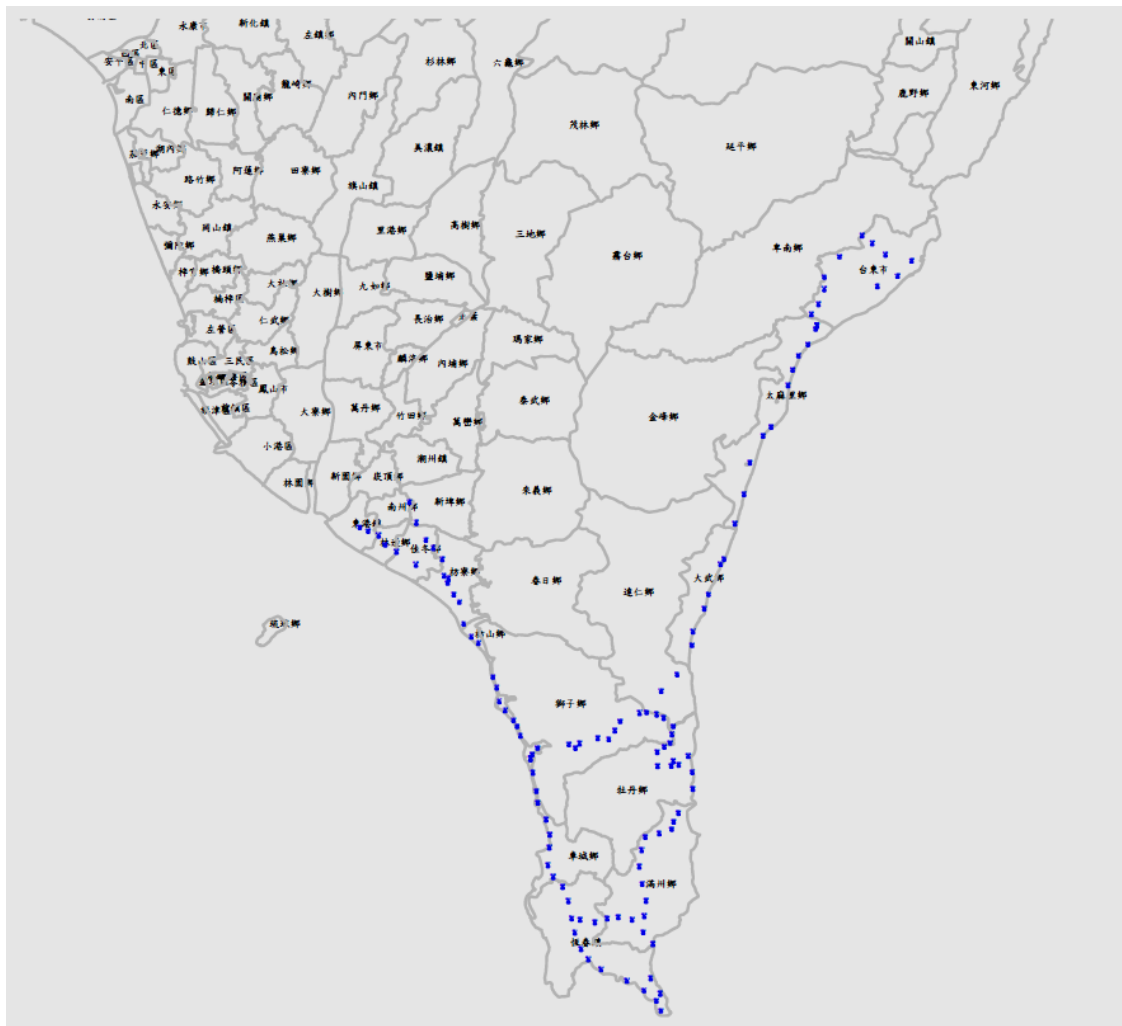 永康
新化鎮
左鎮鄉
北區
安平區
東區
南區
仁德鄉
歸仁鄉
關廟鄉
龍崎鄉
內門鄉
杉林鄉
六龜鄉
關山鎮
鹿野鄉
東河鄉
茂林鄉
延平鄉
美濃鎮
湖內
路竹鄉
阿蓮鄉
田寮鄉
旗山鎮
永安鄉
岡山鎮
彌陀鄉
燕巢鄉
里港鄉
高樹鄉
三地鄉
霧台鄉
卑南鄉
台東市
梓官鄉
橋頭鄉
大社鄉
大樹鄉
九如鄉
鹽埔鄉
楠梓區
左營區
仁武鄉
長治鄉
鼓山區
三民區
鳥松鄉
屏東市
麟洛鄉
內埔鄉
瑪家鄉
鳳山市
大寮鄉
萬丹鄉
竹田鄉
萬巒鄉
泰武鄉
金峰鄉
太麻里鄉
小港區
林園鄉
新園鄉
崁頂鄉
潮州鎮
來義鄉
南州鄉
新埤鄉
東港鎮
林邊鄉
佳冬鄉
枋寮鄉
春日鄉
達仁鄉
大武鄉
琉球鄉
枋山鄉
獅子鄉
牡丹鄉
車城鄉
滿州鄉
恆春鎮